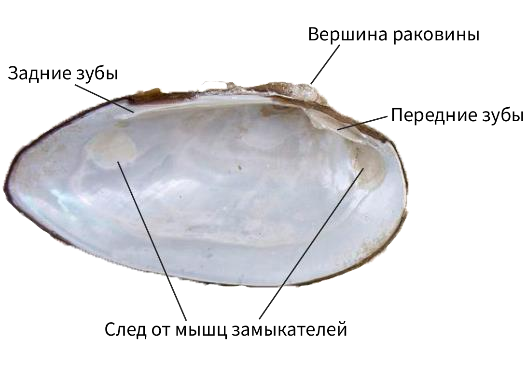 Вершина раковины
Задние зубы
Передние зубы
След от мышц замыкателей